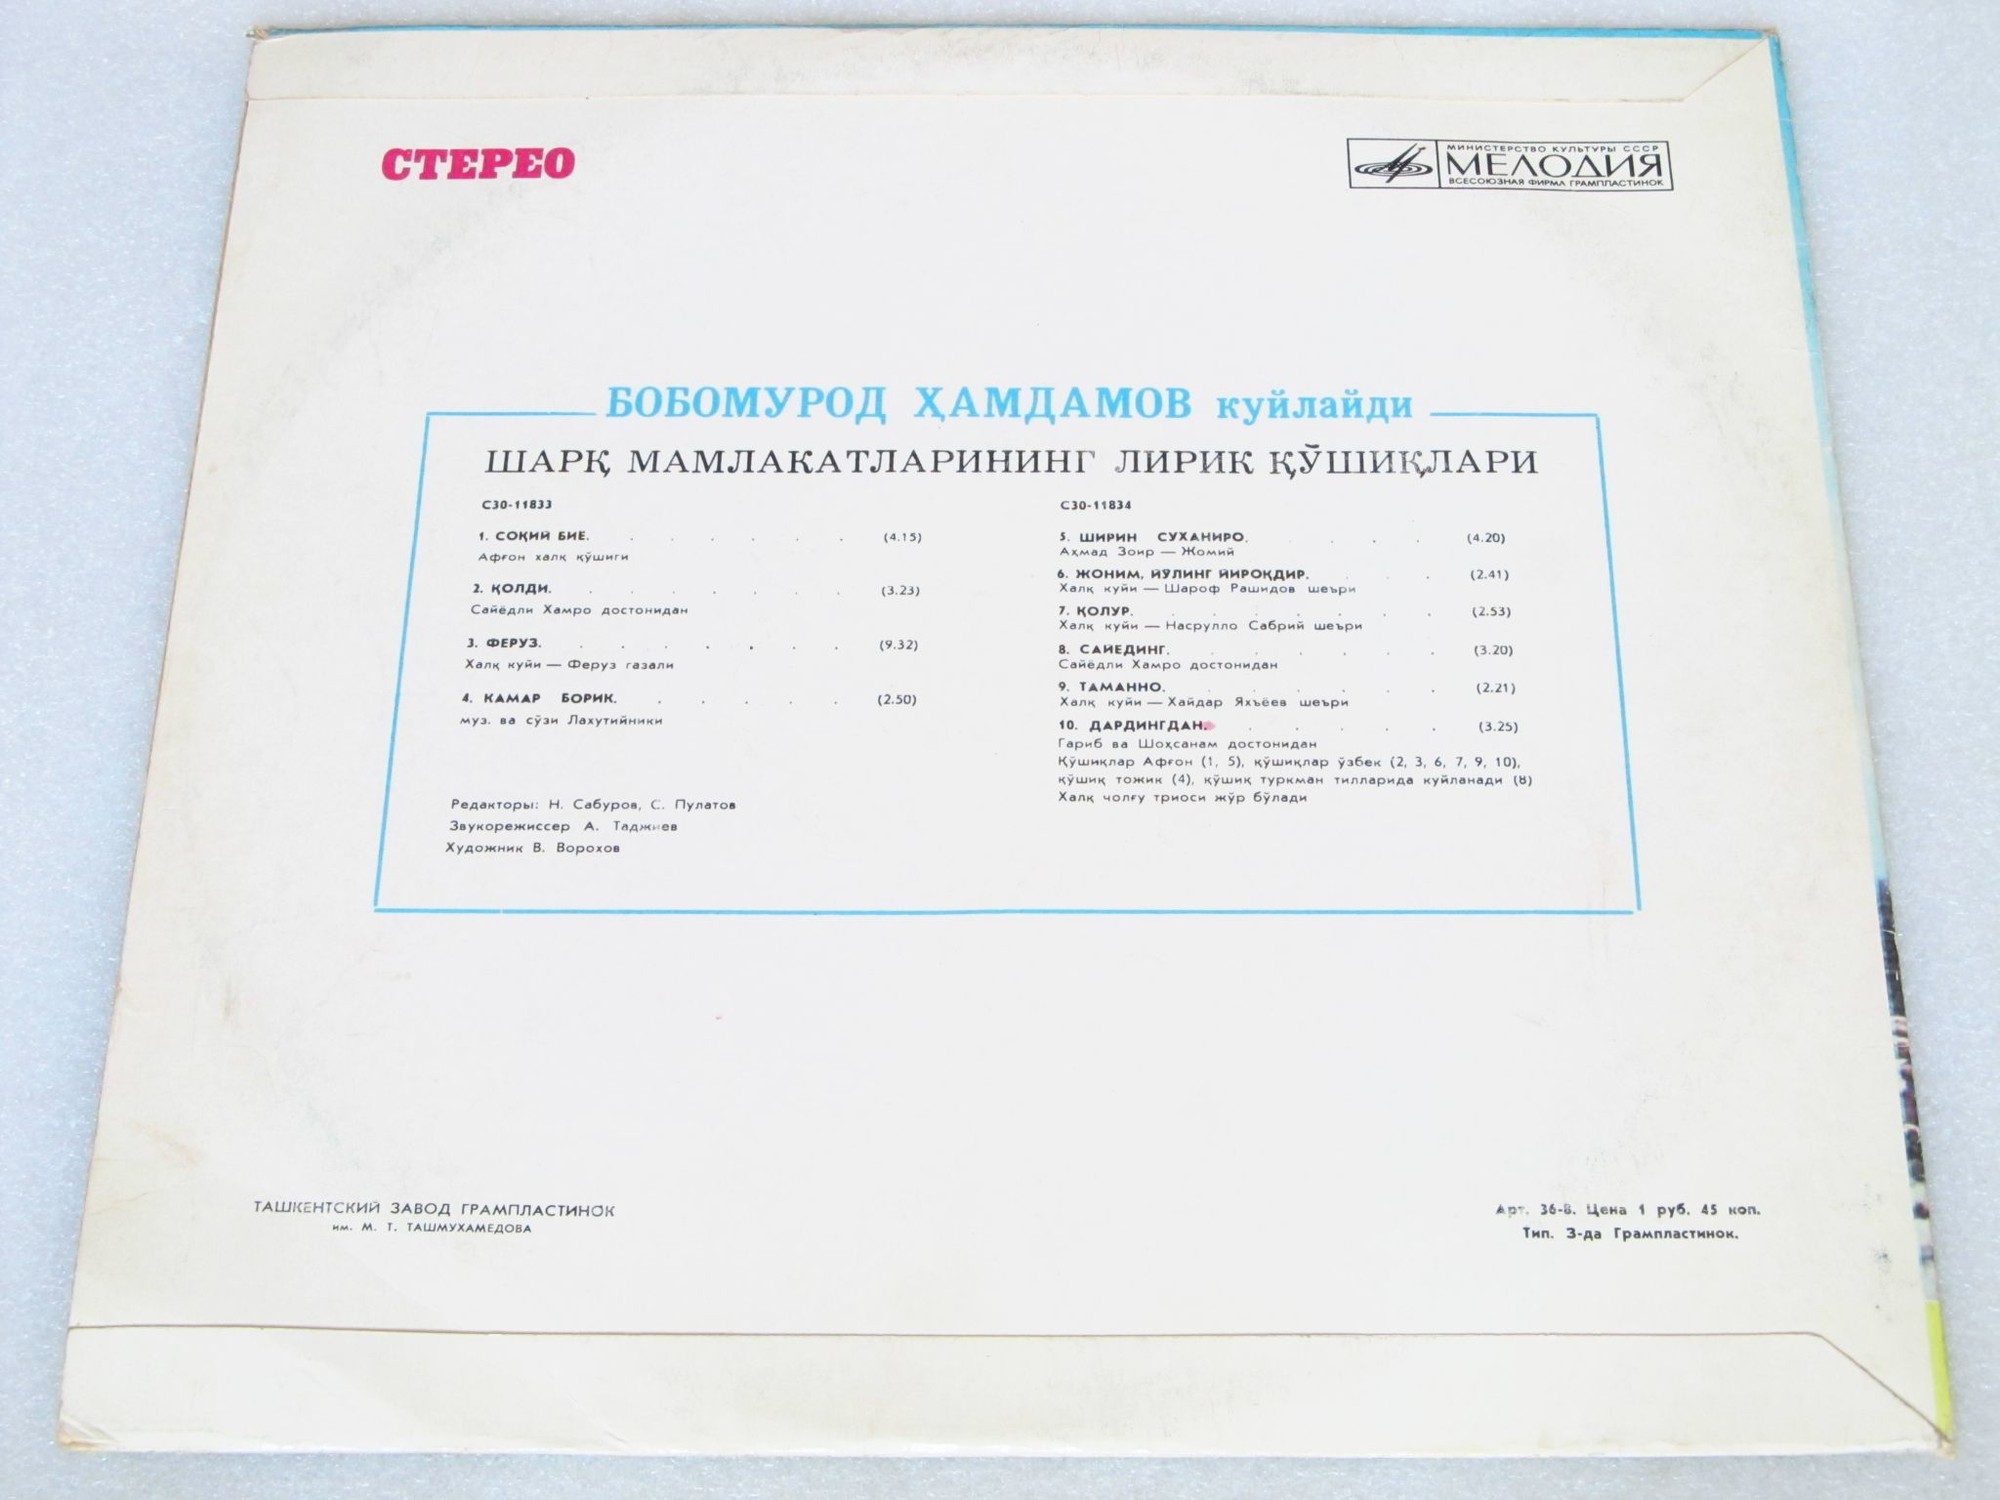 СТЕРЕО
МИНИСТЕРСТВО КУЛЬТУРЫ СССР
МЕЛОДИЯ
ВСЕСОЮЗНАЯ ФИРМА ГРАМПЛАСТИНОК
БОБОМУРОД ҲАМДАМОВ куйлайди
ШАРҚ МАМЛАКАТЛАРИНИНГ ЛИРИК ҚЎШИҚЛАРИ
С30-11833
1. СОҚИЙ БИЕ. . . . . . . (4.15)
Афғон халқ қўшиғи
2. ҚОЛДИ. . . . . . . . (3.23)
Сайёдли Хамро достонидан
3. ФЕРУЗ. . . . . . . . (9.32)
Халқ куйи — Феруз газали
4. КАМАР БОРИК. . . . . . (2.50)
муз. ва сўзи Лахутийники
Редакторы: Н. Сабуров, С. Пулатов
Звукорежиссер А. Таджиев
Художник В. Ворохов
С30-11834
5. ШИРИН СУХАНИРО. . . . . (4.20)
Аҳмад Зоир — Жомий
6. ЖОНИМ, ЙУЛИНГ ЙИРОҚДИР. . . . (2.41)
Халқ куйи — Шароф Рашидов шеъри
7. ҚОЛУР. . . . . . . . (2.53)
Халқ куйи — Насрулло Сабрий шеъри
8. САЙЕДИНГ. . . . . . . (3.20)
Сайёдли Хамро достонидан
9. ТАМАННО. . . . . . . (2.21)
Халқ куйи — Хайдар Яхъёев шеъри
10. ДАРДИНГДАН. . . . . . (3.25)
Гариб ва Шоҳсанам достонидан
Қўшиқлар Афғон (1, 5), қўшиқлар ўзбек (2, 3, 6, 7, 9, 10),
қўшиқ тожик (4), қўшиқ туркман тилларида куйланади (8)
Халқ чолғу триоси жўр бўлади
ТАШКЕНТСКИЙ ЗАВОД ГРАМПЛАСТИНОК
им. М. Т. ТАШМУХАМЕДОВА
Арт. 36-8. Цена 1 руб. 45 коп.
Тип. З-да Грампластинок.